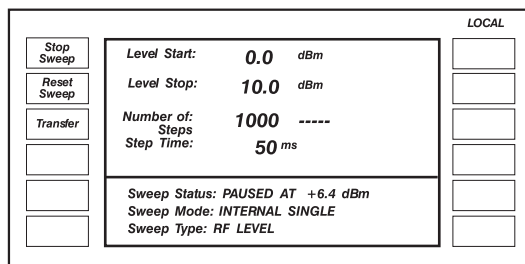 LOCAL
Stop
Sweep
Reset
Sweep
Transfer
Level Start: 0.0 dBm
Level Stop: 10.0 dBm
Number of: 1000 -----
Steps
Step Time: 50 ms
Sweep Status: PAUSED AT +6.4 dBm
Sweep Mode: INTERNAL SINGLE
Sweep Type: RF LEVEL